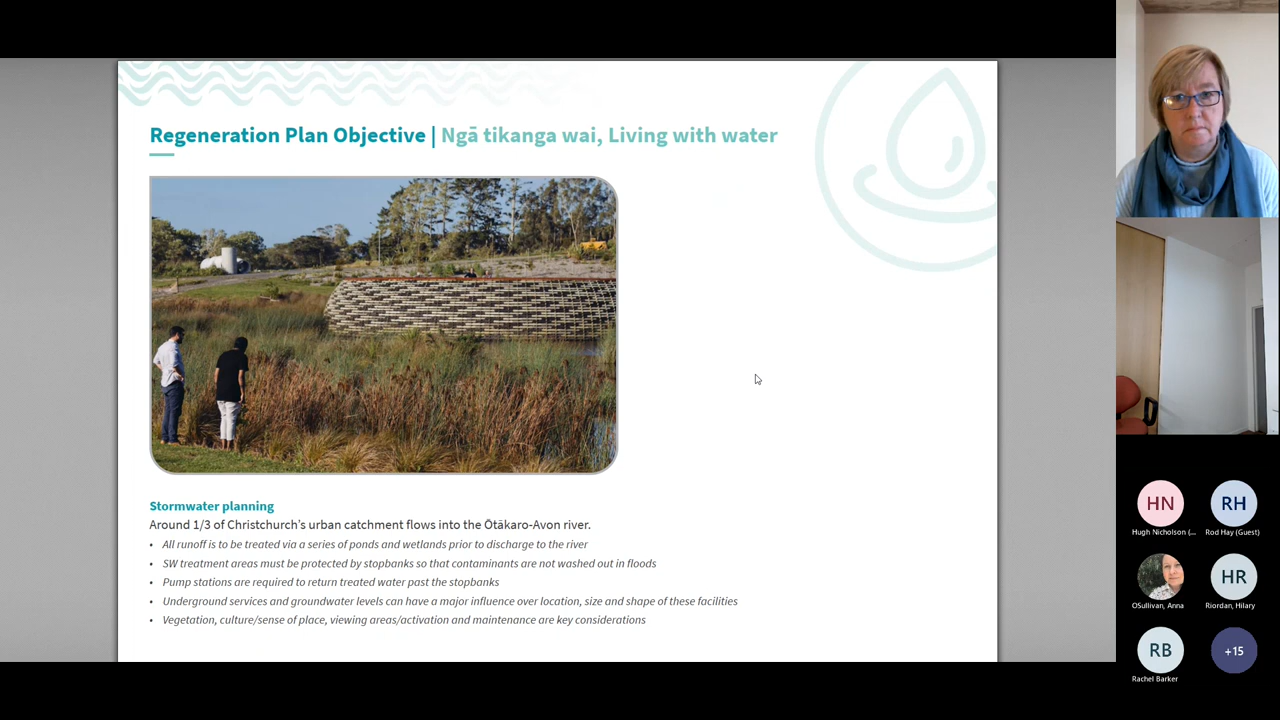 Regeneration Plan Objective | Ngā tikanga wai, Living with water
Stormwater planning
Around 1/3 of Christchurch's urban catchment flows into the Ōtākaro-Avon river.
• All runoff is to be treated via a series of ponds and wetlands prior to discharge to the river
• SW treatment areas must be protected by stopbanks so that contaminants are not washed out in floods
• Pump stations are required to return treated water past the stopbanks
• Underground services and groundwater levels can have a major influence over location, size and shape of these facilities
• Vegetation, culture/sense of place, viewing areas/activation and maintenance are key considerations
HN
RH
Hugh Nicholson (...
Rod Hay (Guest)
HR
OSullivan, Anna
Riordan, Hilary
RB
+15
Rachel Barker